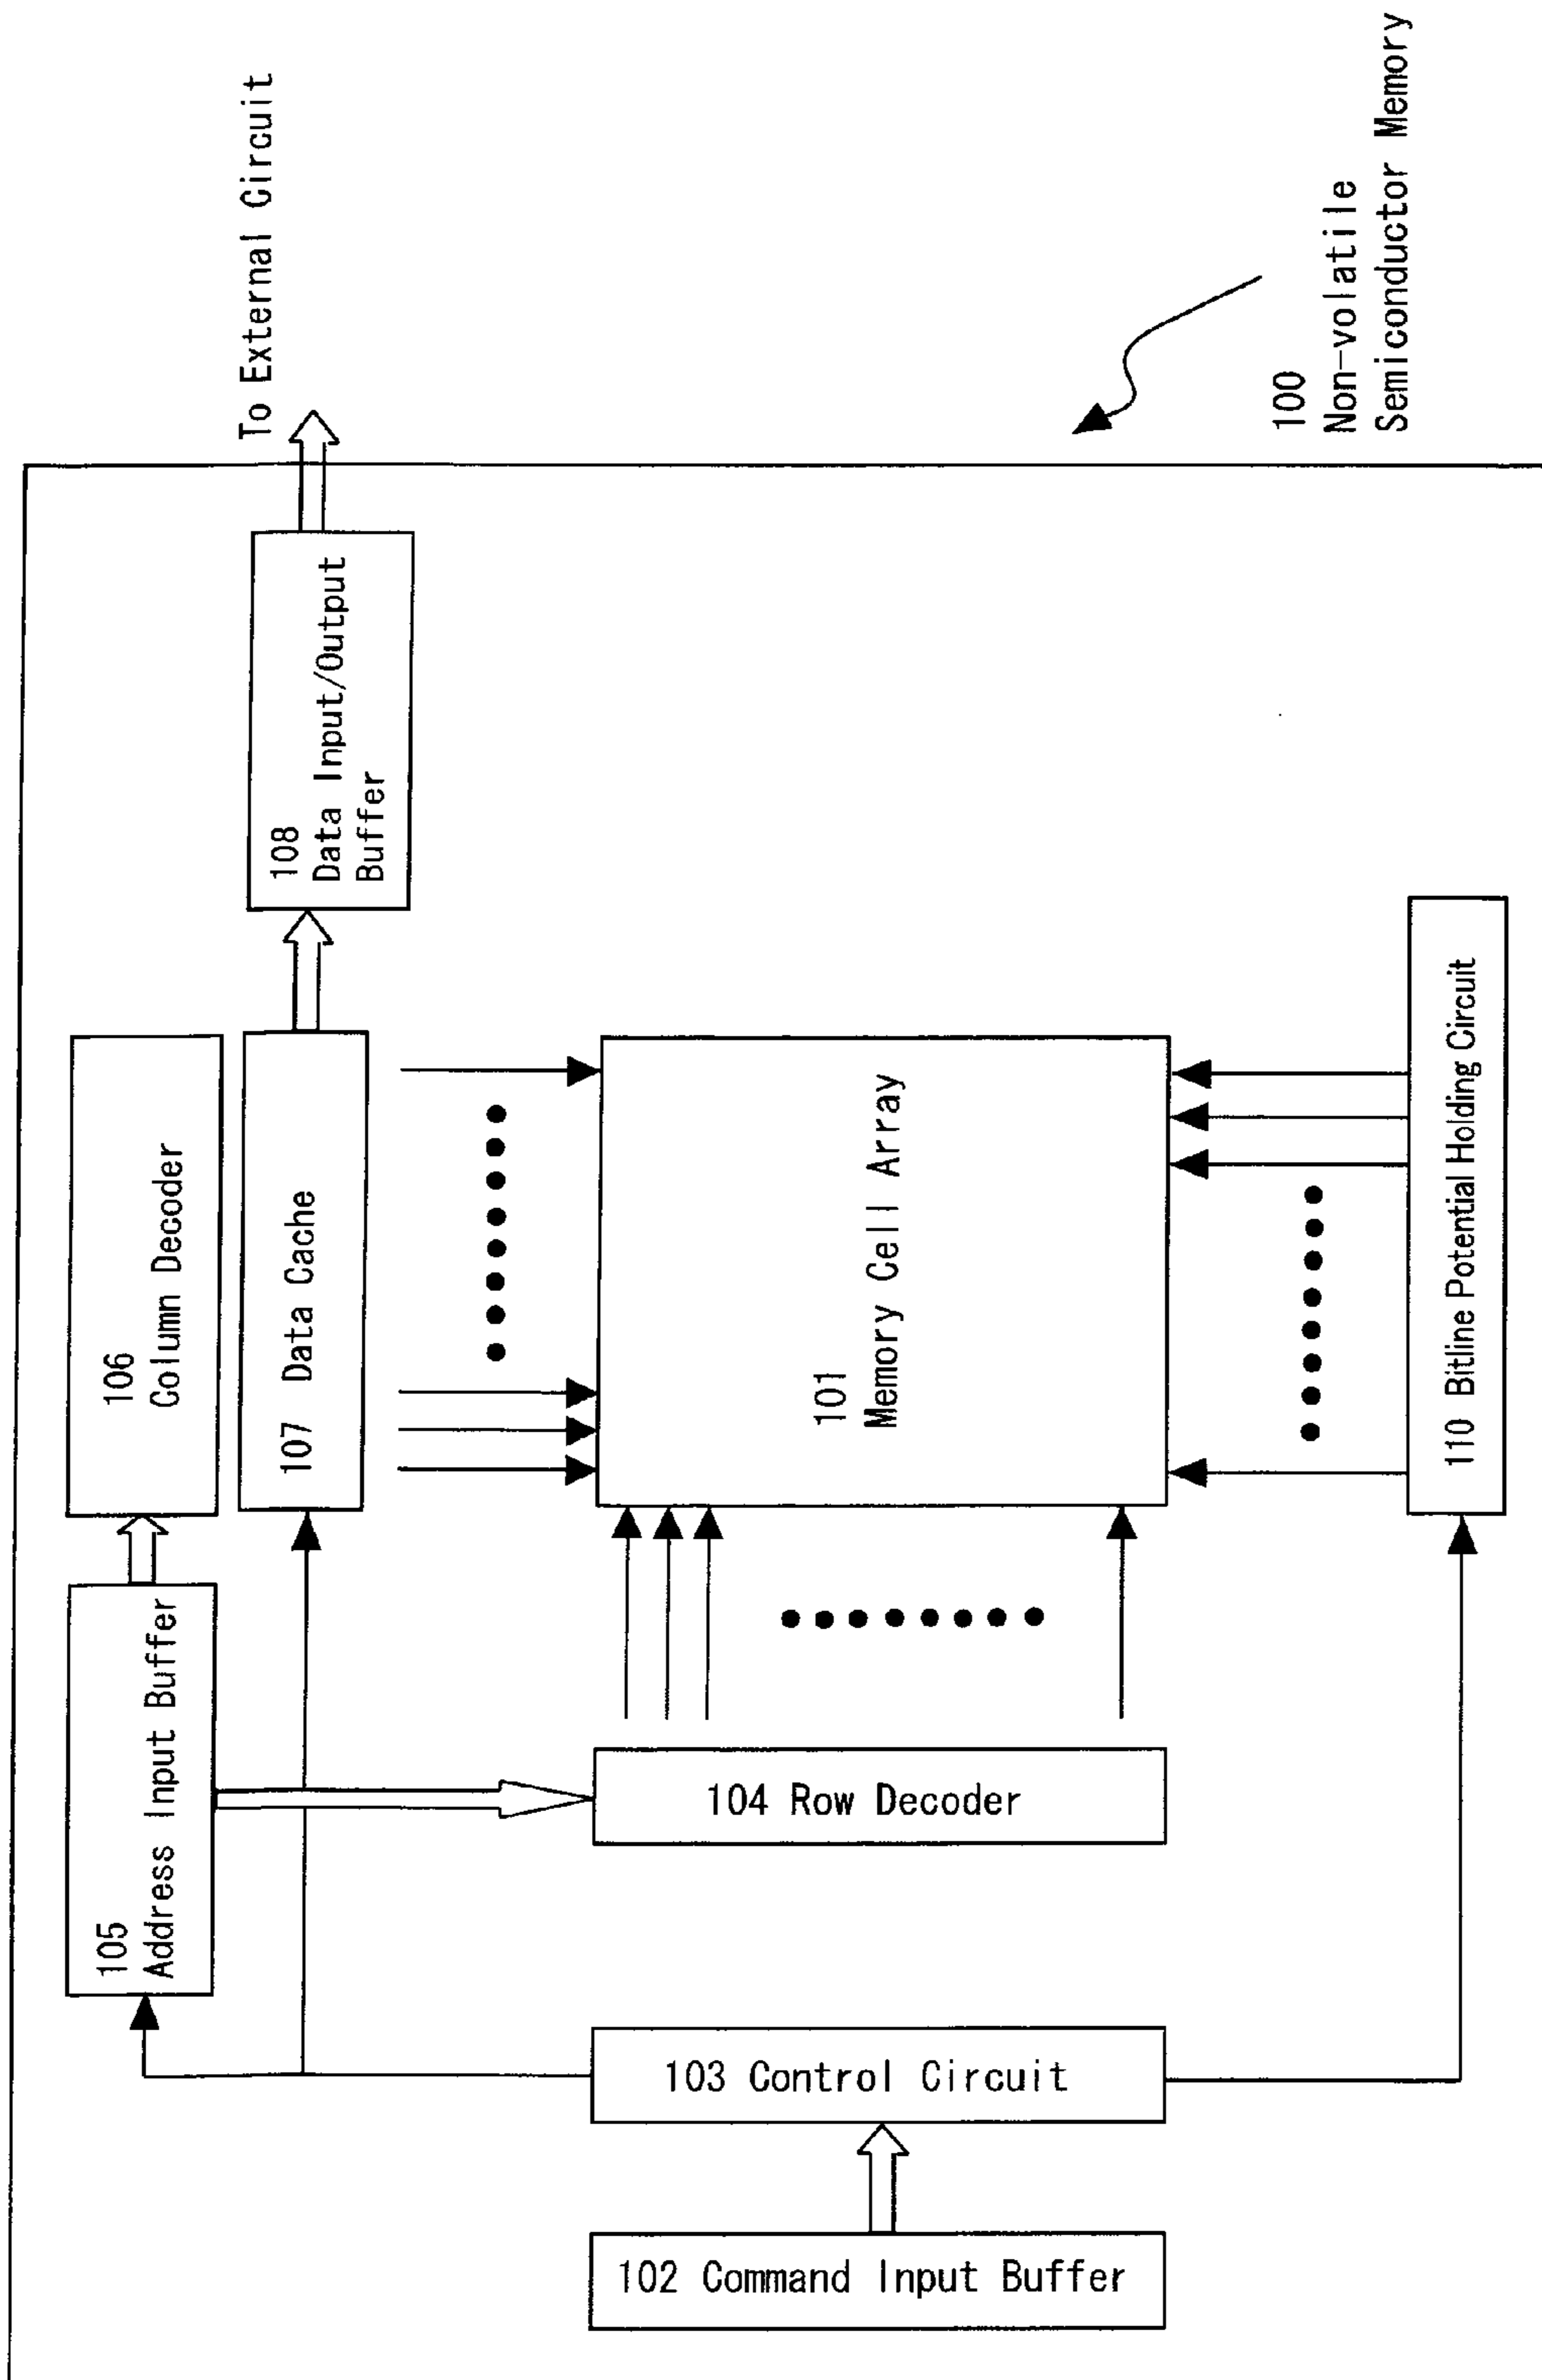 105
Address Input Buffer
106
Column Decoder
To External Circuit
107 Data Cache
108
Data Input/Output
Buffer
102 Command Input Buffer
103 Control Circuit
104 Row Decoder
101
Memory Cell Array
110 Bitline Potential Holding Circuit
100
Non-volatile
Semiconductor Memory